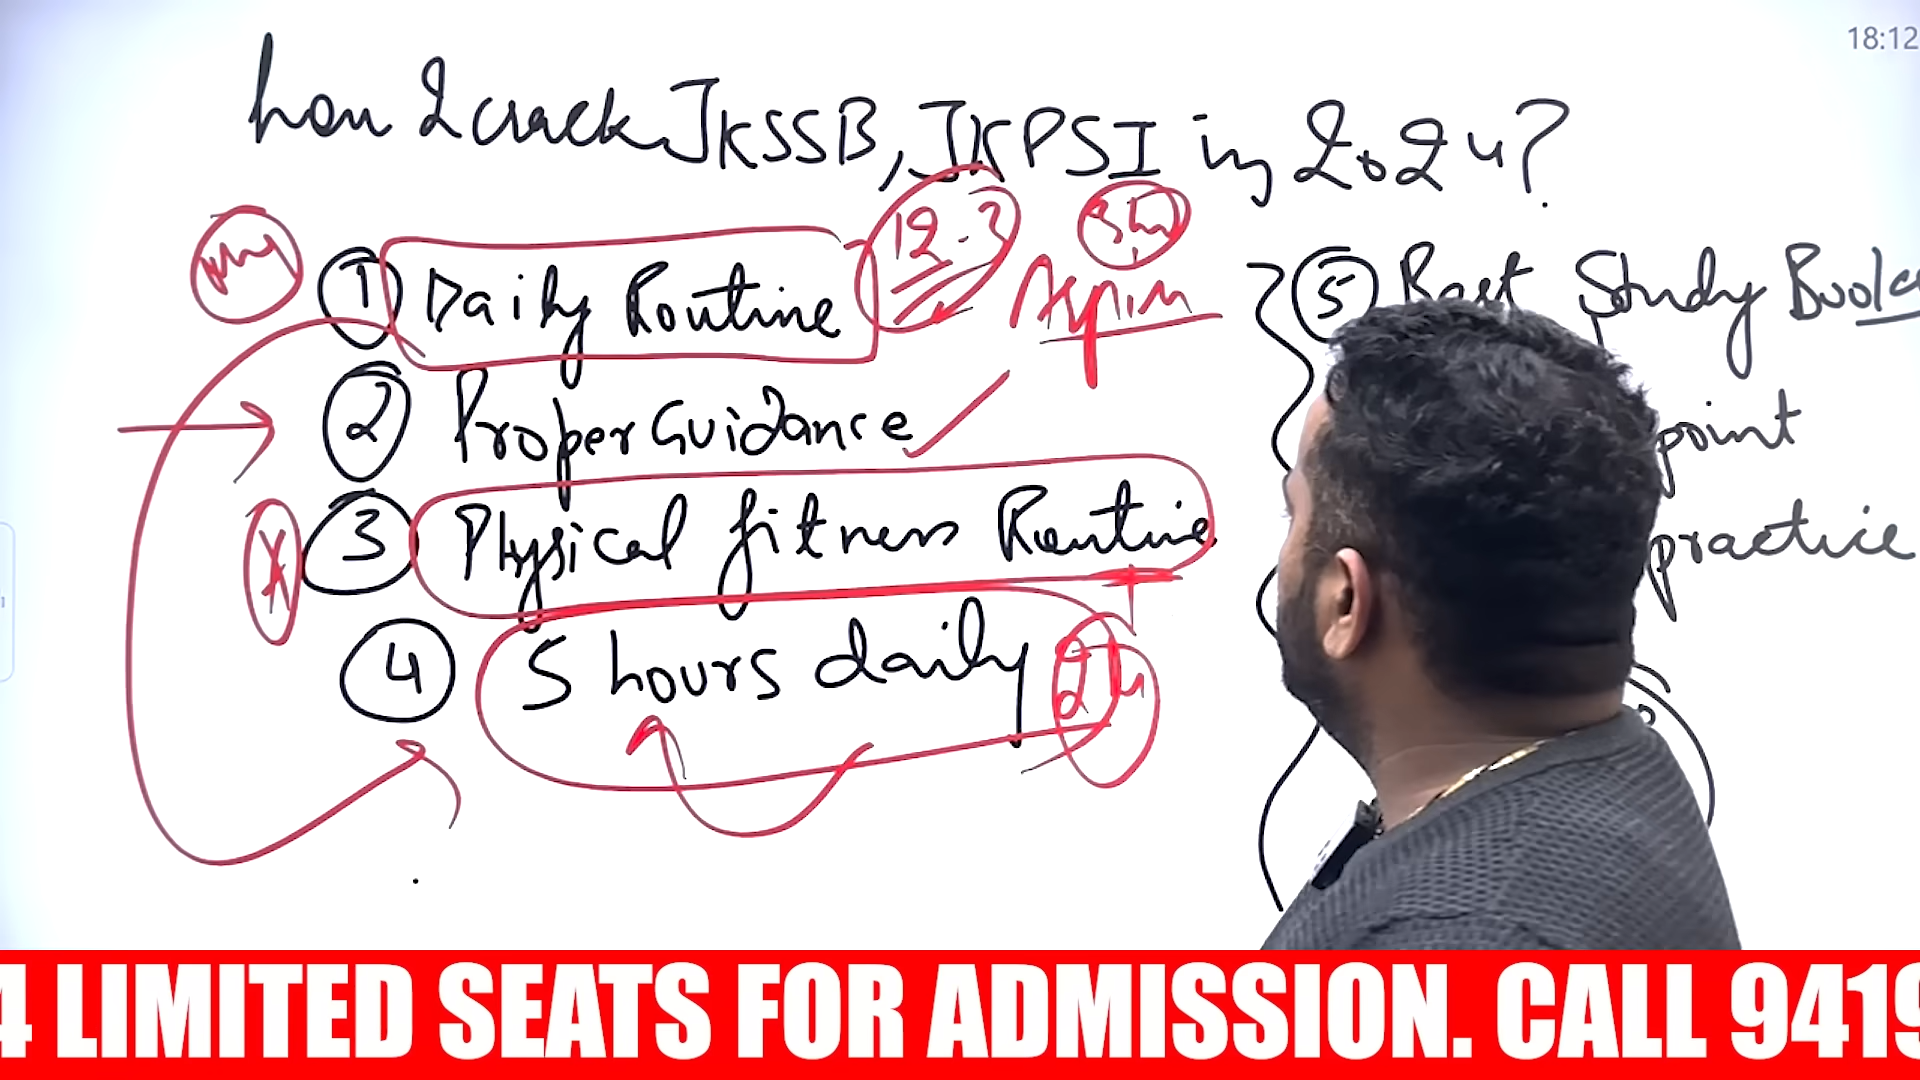 18:12
how 2 crack JKSSB, JKPSI in 2024?
1 Daily Routine 12-3 3h
2 Proper Guidance
3 Physical fitness Routine
4 5 hours daily 24
5 Best Study Books
point
practice
4 LIMITED SEATS FOR ADMISSION. CALL 9419